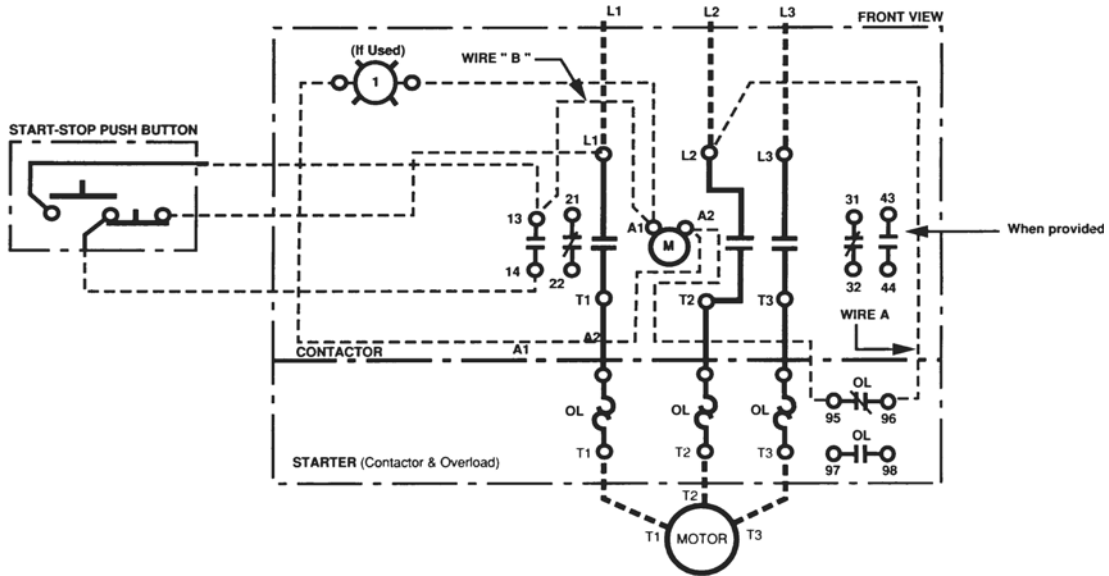 L1 L2 L3
FRONT VIEW
(If Used)
WIRE " B "
1
START-STOP PUSH BUTTON
L1 L2 L3
13 21 A1 M A2 31 43
When provided
14 22 32 44
T1 T2 T3
WIRE A
A2
CONTACTOR A1
OL OL OL OL
95 96
OL
T1 T2 T3
97 98
STARTER (Contactor & Overload)
T2
T1 MOTOR T3